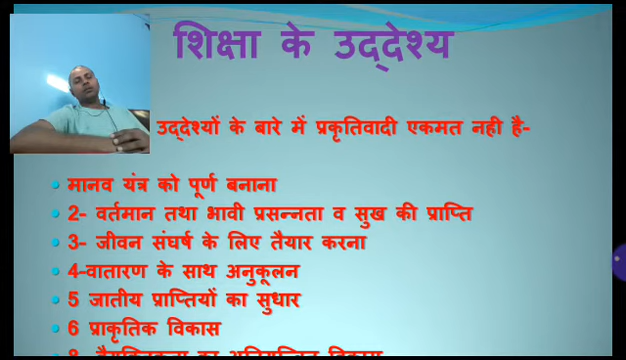 शिक्षा के उद्देश्य
उद्देश्यों के बारे में प्रकृतिवादी एकमत नही है-
मानव यंत्र को पूर्ण बनाना
2- वर्तमान तथा भावी प्रसन्नता व सुख की प्राप्ति
3- जीवन संघर्ष के लिए तैयार करना
4-वातारण के साथ अनुकूलन
5 जातीय प्राप्तियों का सुधार
6 प्राकृतिक विकास